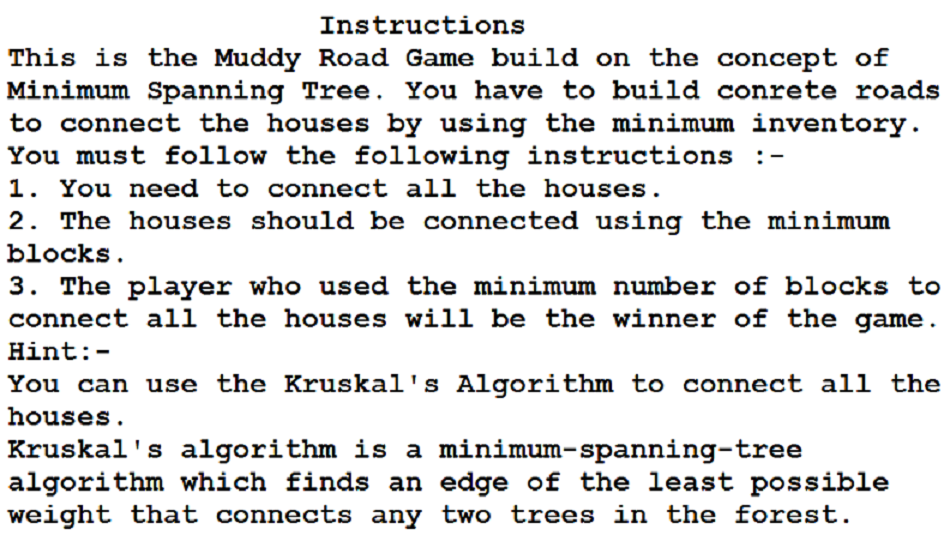 Instructions
This is the Muddy Road Game build on the concept of
Minimum Spanning Tree. You have to build conrete roads
to connect the houses by using the minimum inventory.
You must follow the following instructions :-
1. You need to connect all the houses.
2. The houses should be connected using the minimum
blocks.
3. The player who used the minimum number of blocks to
connect all the houses will be the winner of the game.
Hint:-
You can use the Kruskal's Algorithm to connect all the
houses.
Kruskal's algorithm is a minimum-spanning-tree
algorithm which finds an edge of the least possible
weight that connects any two trees in the forest.